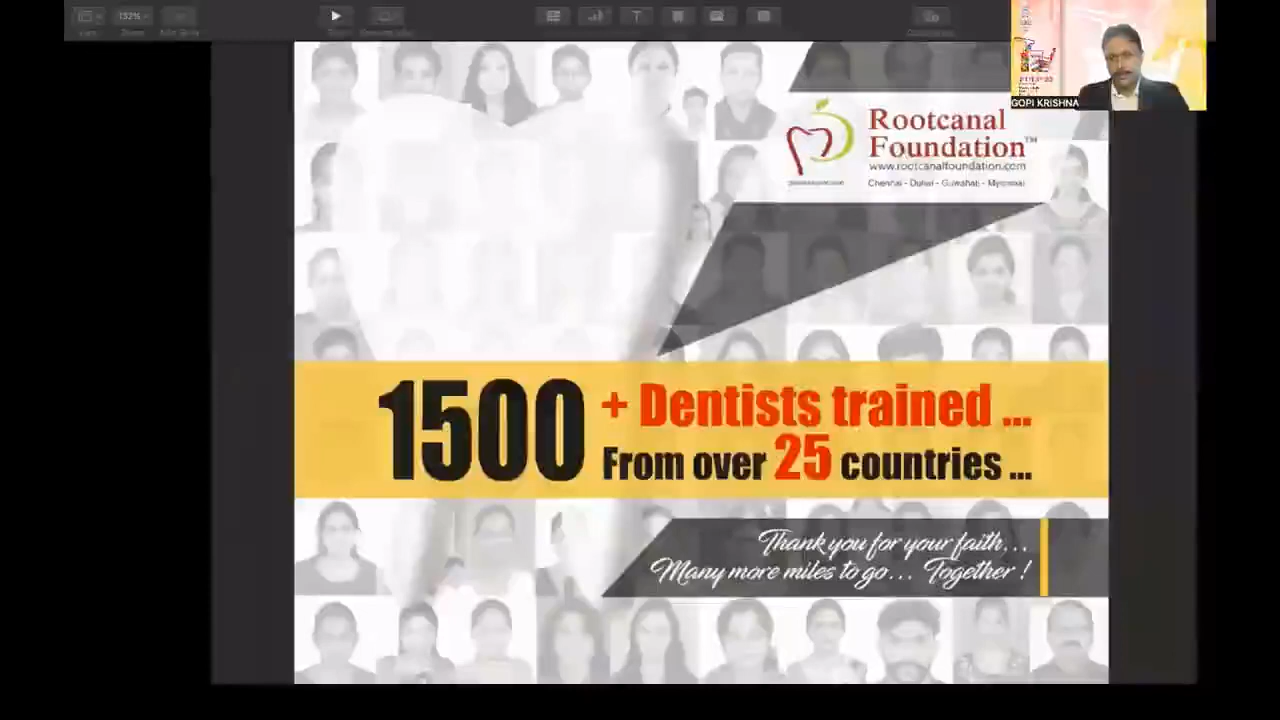 132%
GOPI KRISHNA
Rootcanal
Foundation™
www.rootcanalfoundation.com
Chennai - Dubai - Guwahati - Myanmar
1500 + Dentists trained ...
From over 25 countries ...
Thank you for your faith...
Many more miles to go... Together !